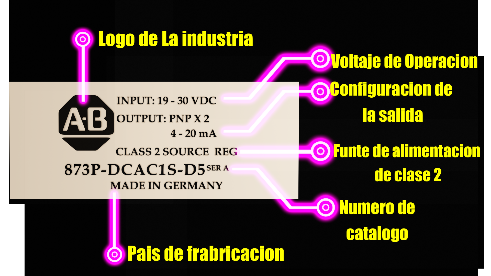 Logo de La industria
Voltaje de Operacion
Configuracion de
la salida
A-B
INPUT: 19 - 30 VDC
OUTPUT: PNP X 2
4 - 20 mA
CLASS 2 SOURCE REG
873P-DCAC1S-D5 SER A
MADE IN GERMANY
Funte de alimentacion
de clase 2
Numero de
catalogo
Pais de frabricacion